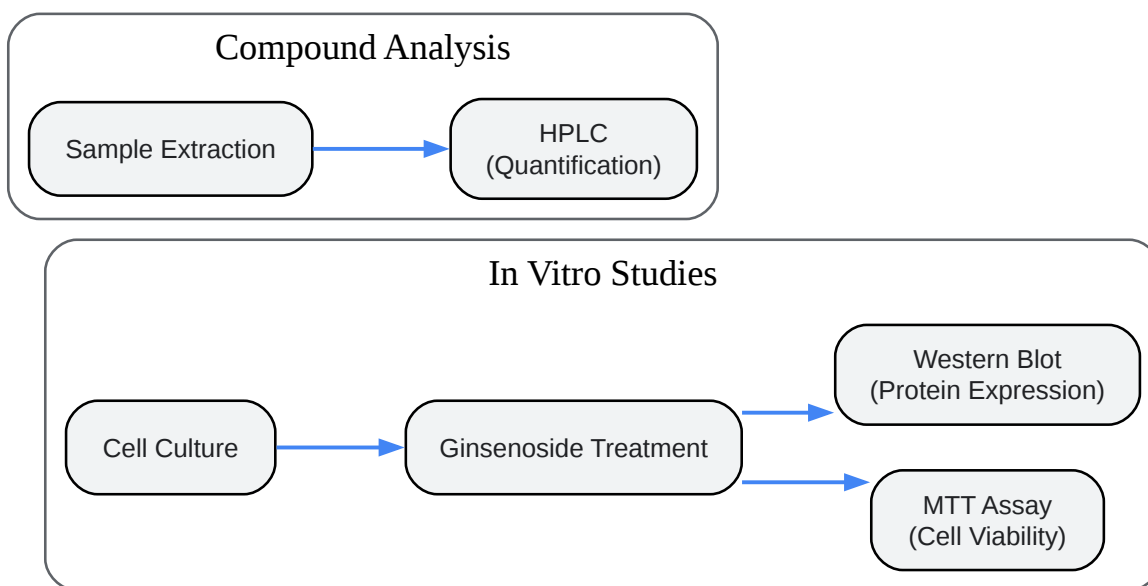 Compound Analysis
Sample Extraction
HPLC
(Quantification)
In Vitro Studies
Cell Culture
Ginsenoside Treatment
Western Blot
(Protein Expression)
MTT Assay
(Cell Viability)